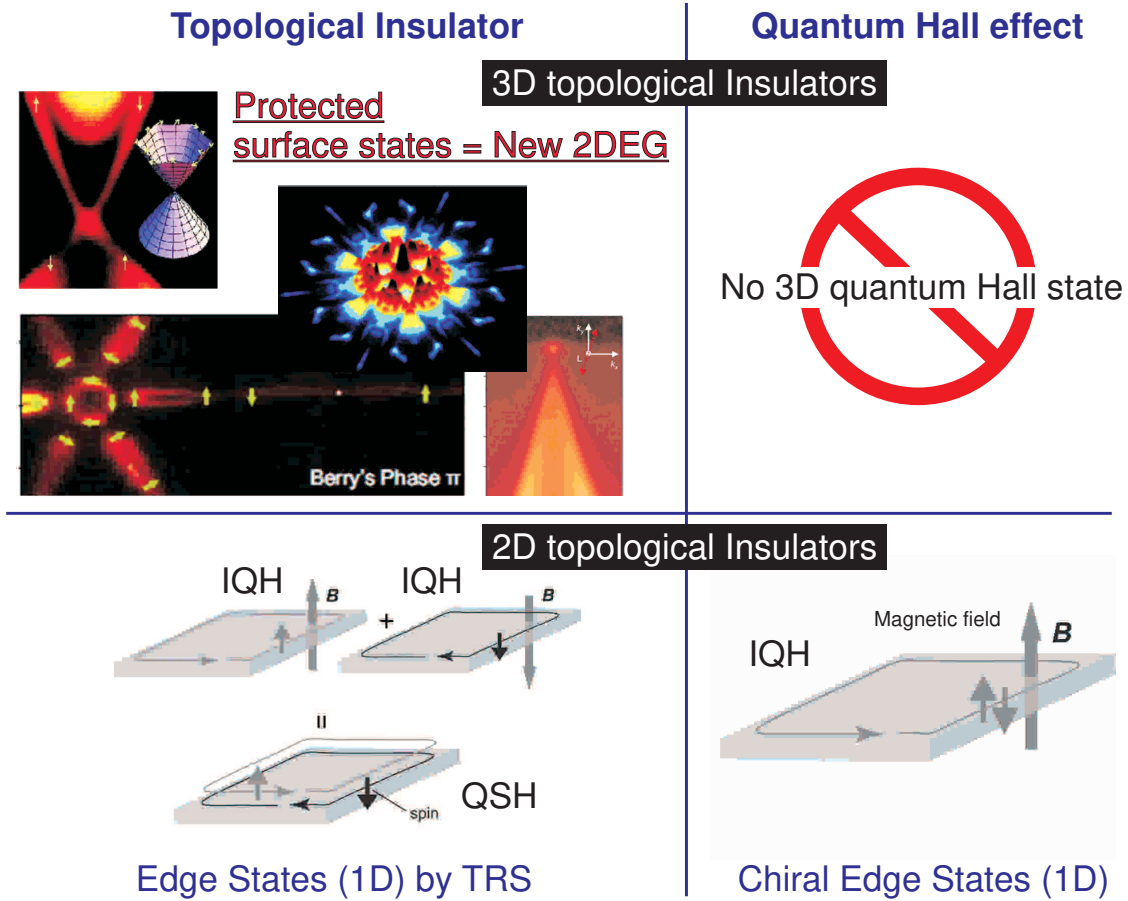 Topological Insulator
Quantum Hall effect
3D topological Insulators
Protected
surface states = New 2DEG
No 3D quantum Hall state
k_y
L
k_x
Berry's Phase π
2D topological Insulators
IQH
B
+
IQH
B
=
QSH
spin
Edge States (1D) by TRS
Magnetic field
B
IQH
Chiral Edge States (1D)